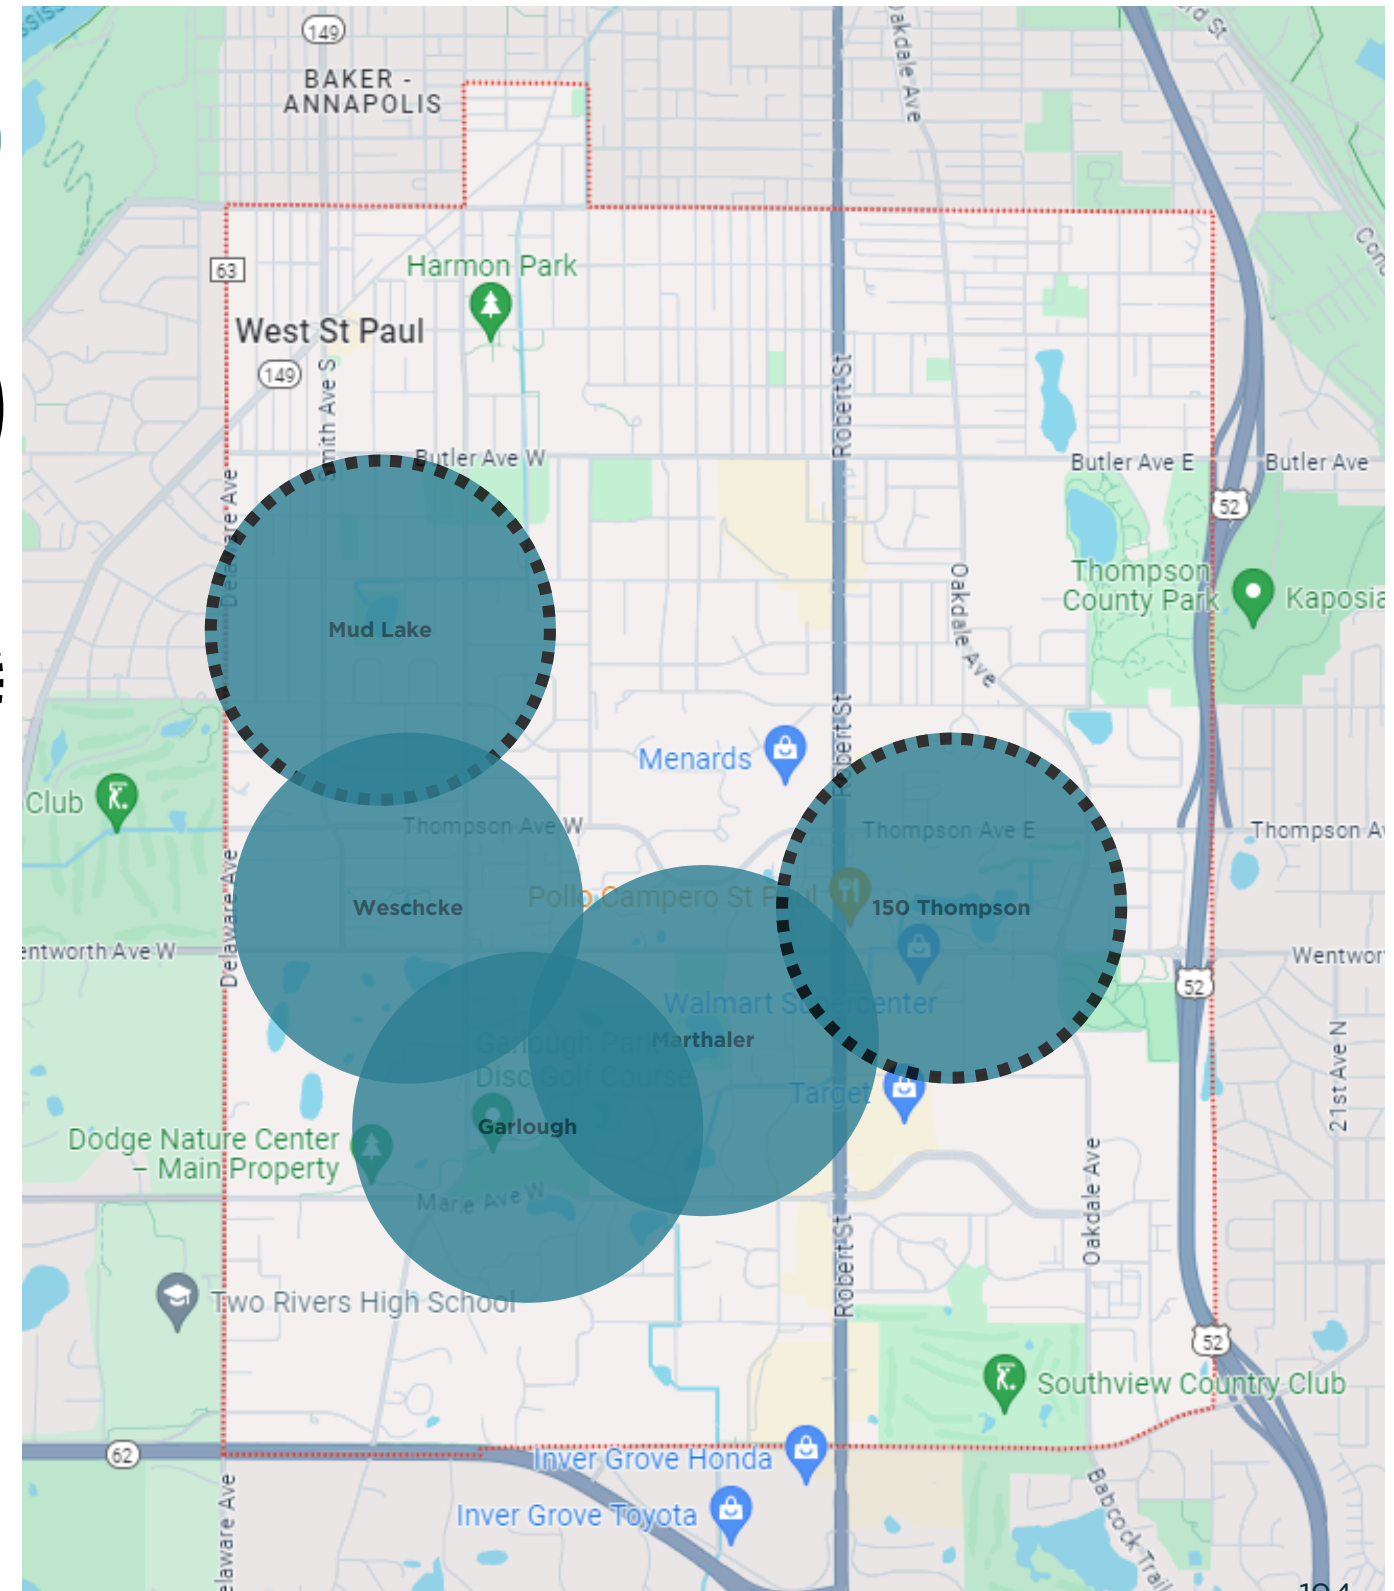 149
BAKER -
ANNAPOLIS
Oakdale Ave
rd St
63
Harmon Park
West St Paul
149
Smith Ave S
Robert St
Butler Ave W
Butler Ave E
Butler Ave
Delaware Ave
52
Thompson
County Park
Kaposia
Oakdale Ave
Mud Lake
Robert St
Menards
Club
Thompson Ave W
Thompson Ave E
Thompson Av
Delaware Ave
Pollo Campero St Paul
Weschcke
150 Thompson
entworth Ave W
Wentwor
52
Walmart Supercenter
Garlough Park
Marthaler
Disc Golf Course
21st Ave N
Target
Garlough
Dodge Nature Center
– Main Property
Marie Ave W
Oakdale Ave
Robert St
Two Rivers High School
52
Southview Country Club
62
Inver Grove Honda
Inver Grove Toyota
elaware Ave
Babcock Trail